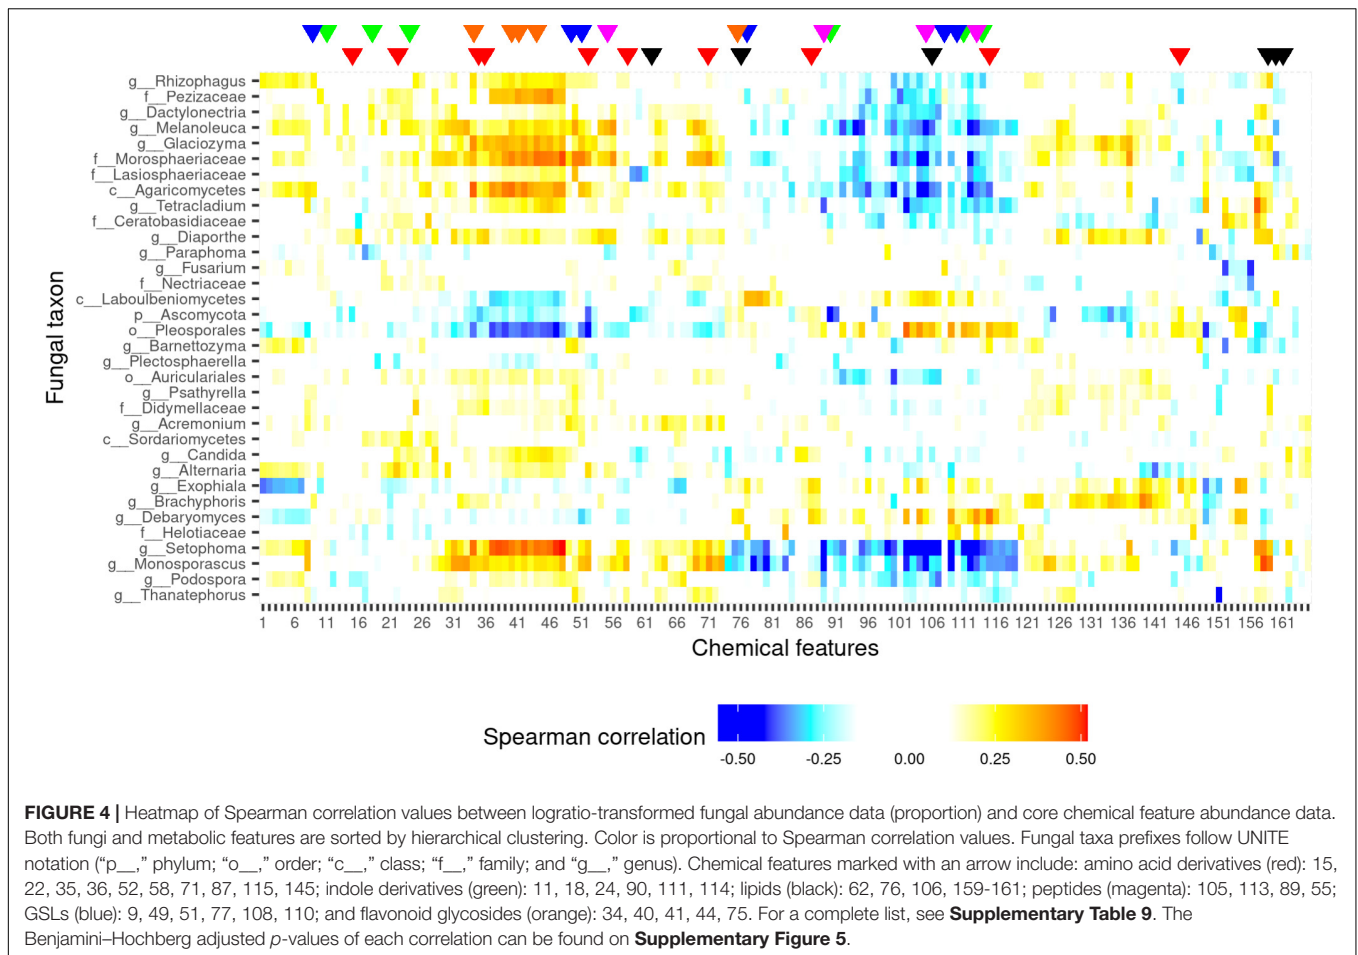 Fungal taxon
g__Rhizophagus
f__Pezizaceae
g__Dactylonectria
g__Melanoleuca
g__Glaciozyma
f__Morosphaeriaceae
f__Lasiosphaeriaceae
c__Agaricomycetes
g__Tetracladium
f__Ceratobasidiaceae
g__Diaporthe
g__Paraphoma
g__Fusarium
f__Nectriaceae
c__Laboulbeniomycetes
p__Ascomycota
o__Pleosporales
g__Barnettozyma
g__Plectosphaerella
o__Auriculariales
g__Psathyrella
f__Didymellaceae
g__Acremonium
c__Sordariomycetes
g__Candida
g__Alternaria
g__Exophiala
g__Brachyphoris
g__Debaryomyces
f__Helotiaceae
g__Setophoma
g__Monosporascus
g__Podospora
g__Thanatephorus
1 6 11 16 21 26 31 36 41 46 51 61 66 71 76 81 86 91 96 101 106 111 116 121 126 131 136 141 146 151 156 161
Chemical features
Spearman correlation
-0.50 -0.25 0.00 0.25 0.50
FIGURE 4 | Heatmap of Spearman correlation values between logratio-transformed fungal abundance data (proportion) and core chemical feature abundance data.
Both fungi and metabolic features are sorted by hierarchical clustering. Color is proportional to Spearman correlation values. Fungal taxa prefixes follow UNITE
notation (“p__,” phylum; “o__,” order; “c__,” class; “f__,” family; and “g__,” genus). Chemical features marked with an arrow include: amino acid derivatives (red): 15,
22, 35, 36, 52, 58, 71, 87, 115, 145; indole derivatives (green): 11, 18, 24, 90, 111, 114; lipids (black): 62, 76, 106, 159-161; peptides (magenta): 105, 113, 89, 55;
GSLs (blue): 9, 49, 51, 77, 108, 110; and flavonoid glycosides (orange): 34, 40, 41, 44, 75. For a complete list, see Supplementary Table 9. The
Benjamini–Hochberg adjusted p-values of each correlation can be found on Supplementary Figure 5.